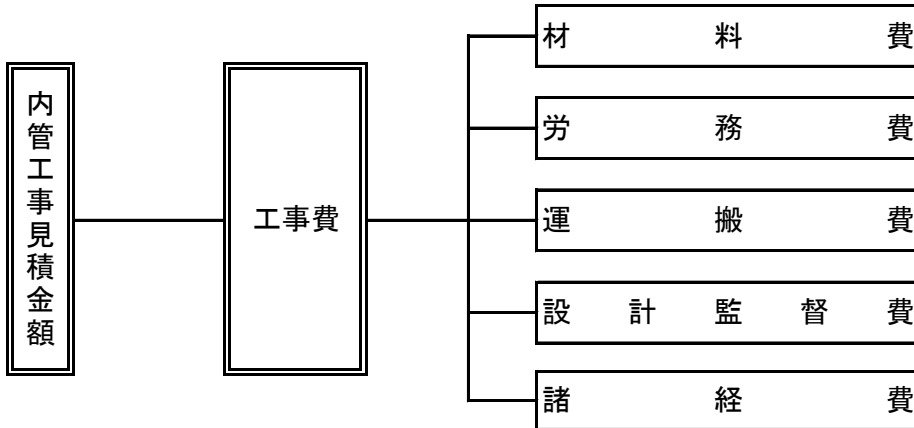 内管工事見積金額
工事費
材料費
労務費
運搬費
設計監督費
諸経費